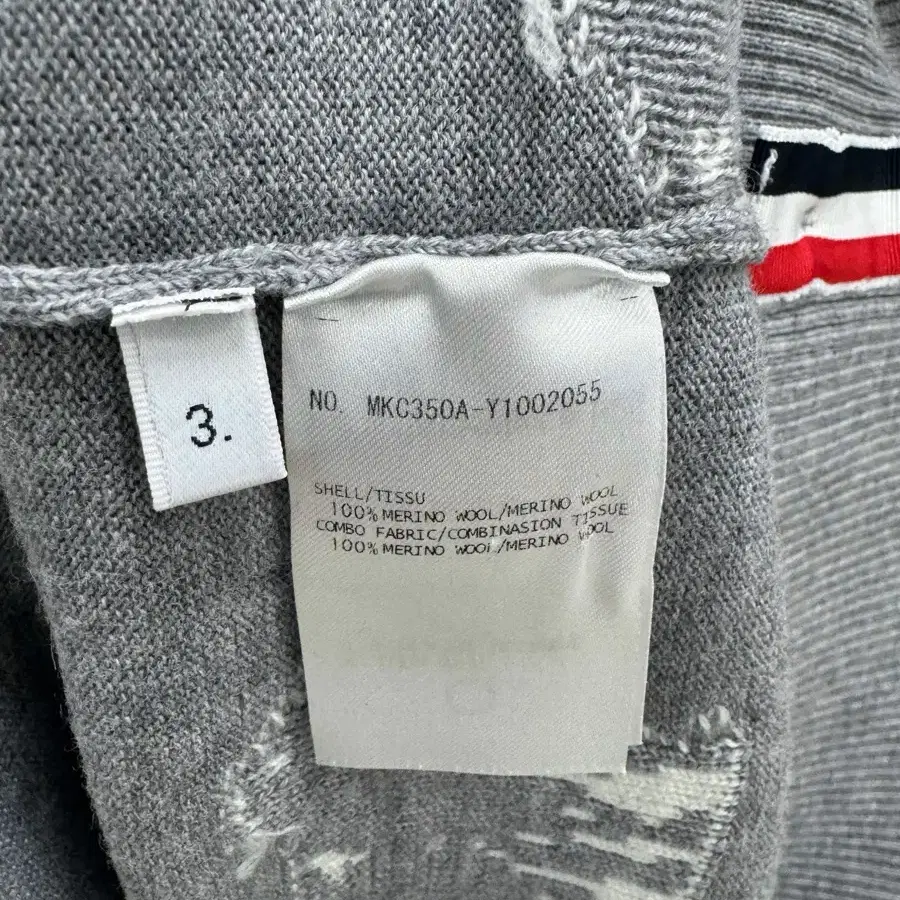 3.
NO. MKC350A-Y1002055
SHELL/TISSU
100% MERINO WOOL/MERINO WOOL
COMBO FABRIC/COMBINASION TISSUE
100% MERINO WOOL/MERINO WOOL